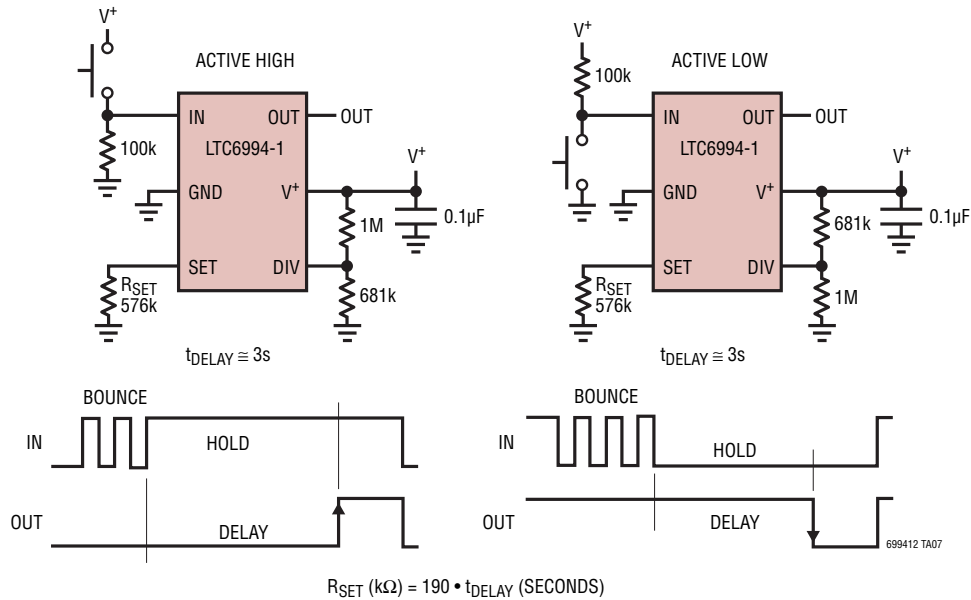 V+
ACTIVE HIGH
IN
OUT
OUT
LTC6994-1
100k
V+
GND
V+
1M
0.1µF
SET
DIV
RSET
576k
681k
tDELAY ≅ 3s
V+
100k
ACTIVE LOW
IN
OUT
OUT
LTC6994-1
V+
GND
V+
681k
0.1µF
SET
DIV
RSET
576k
1M
tDELAY ≅ 3s
BOUNCE
IN
HOLD
OUT
DELAY
BOUNCE
IN
HOLD
OUT
DELAY
699412 TA07
RSET (kΩ) = 190 • tDELAY (SECONDS)